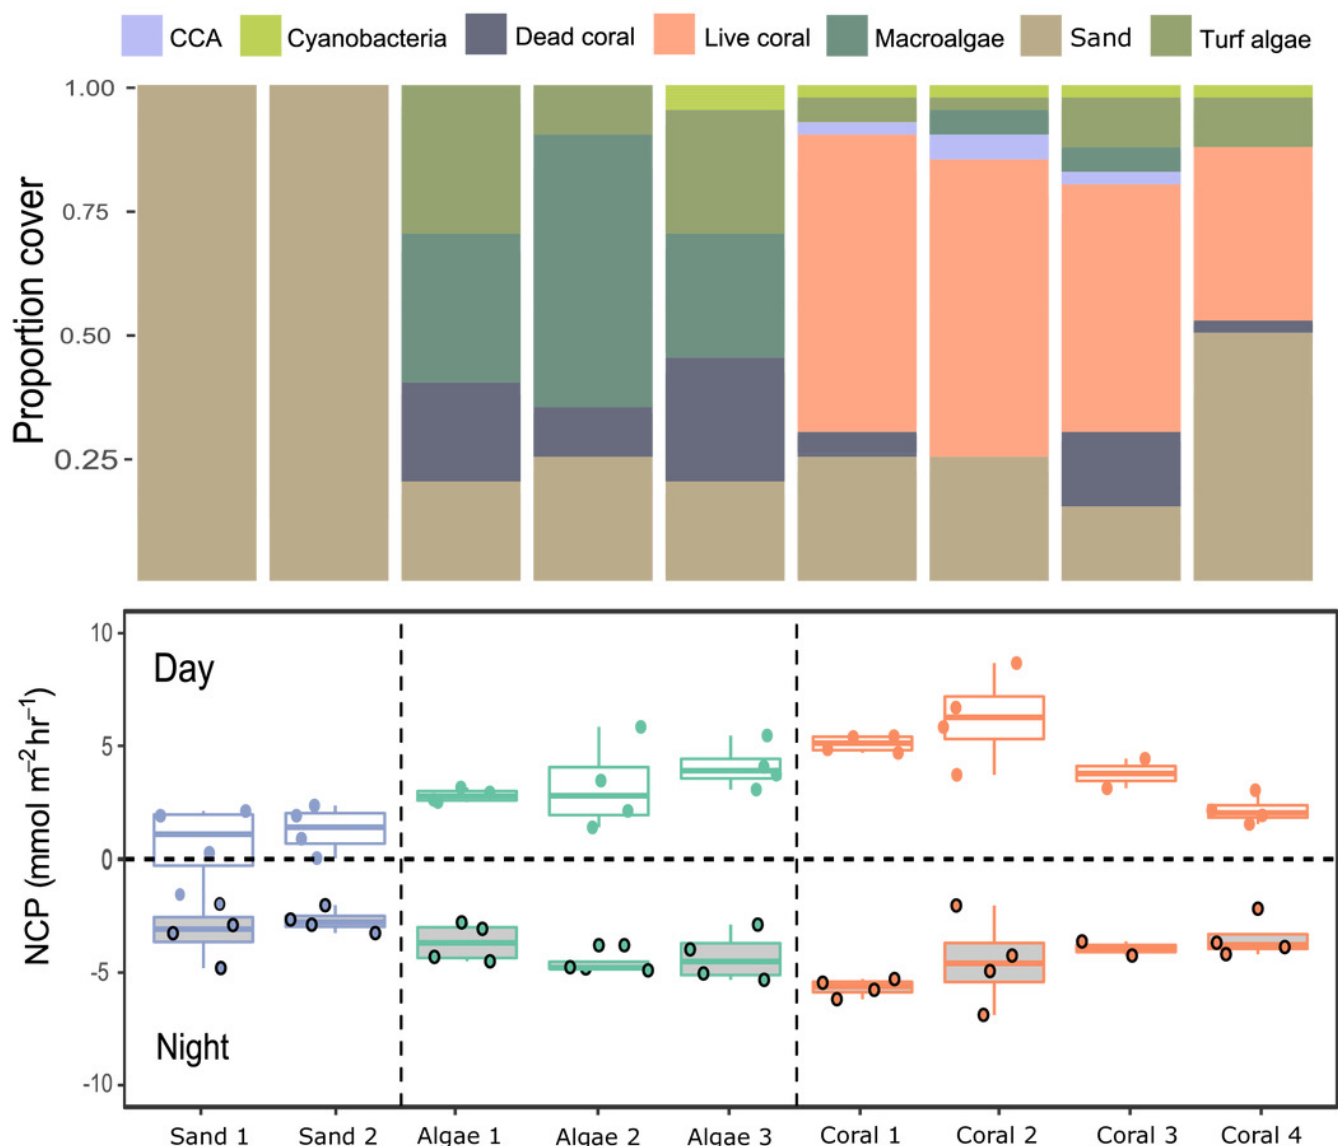 CCA Cyanobacteria Dead coral Live coral Macroalgae Sand Turf algae
Proportion cover
1.00
0.75
0.50
0.25
NCP (mmol m⁻² hr⁻¹)
10
5
0
-5
-10
Day
Night
Sand 1 Sand 2 Algae 1 Algae 2 Algae 3 Coral 1 Coral 2 Coral 3 Coral 4